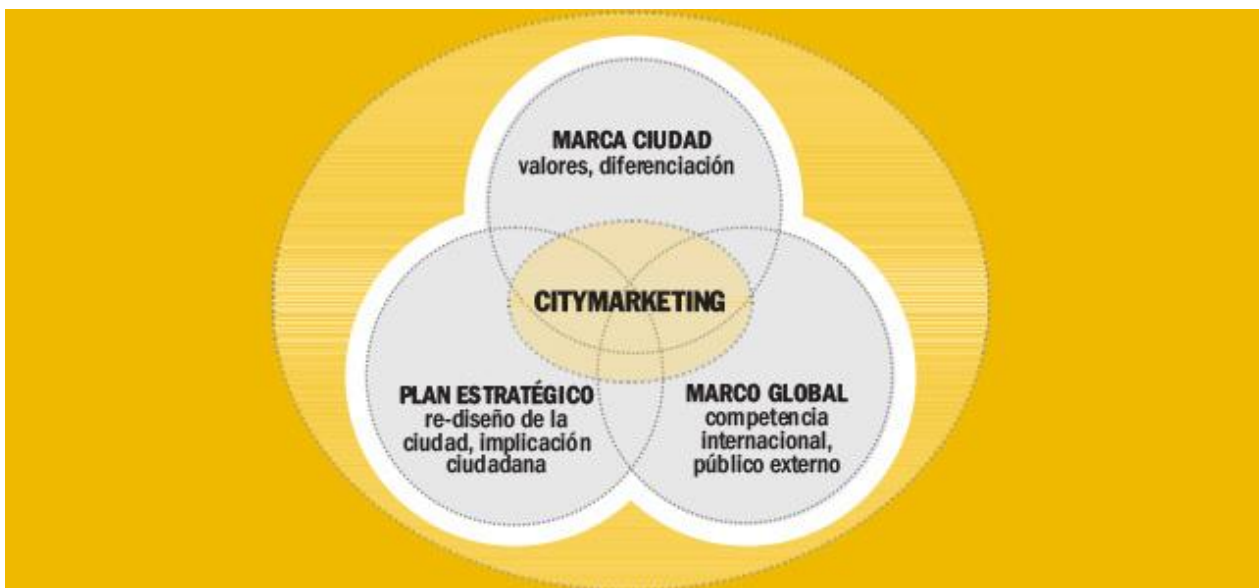 MARCA CIUDAD
valores, diferenciación
CITYMARKETING
PLAN ESTRATÉGICO
re-diseño de la
ciudad, implicación
ciudadana
MARCO GLOBAL
competencia
internacional,
público externo